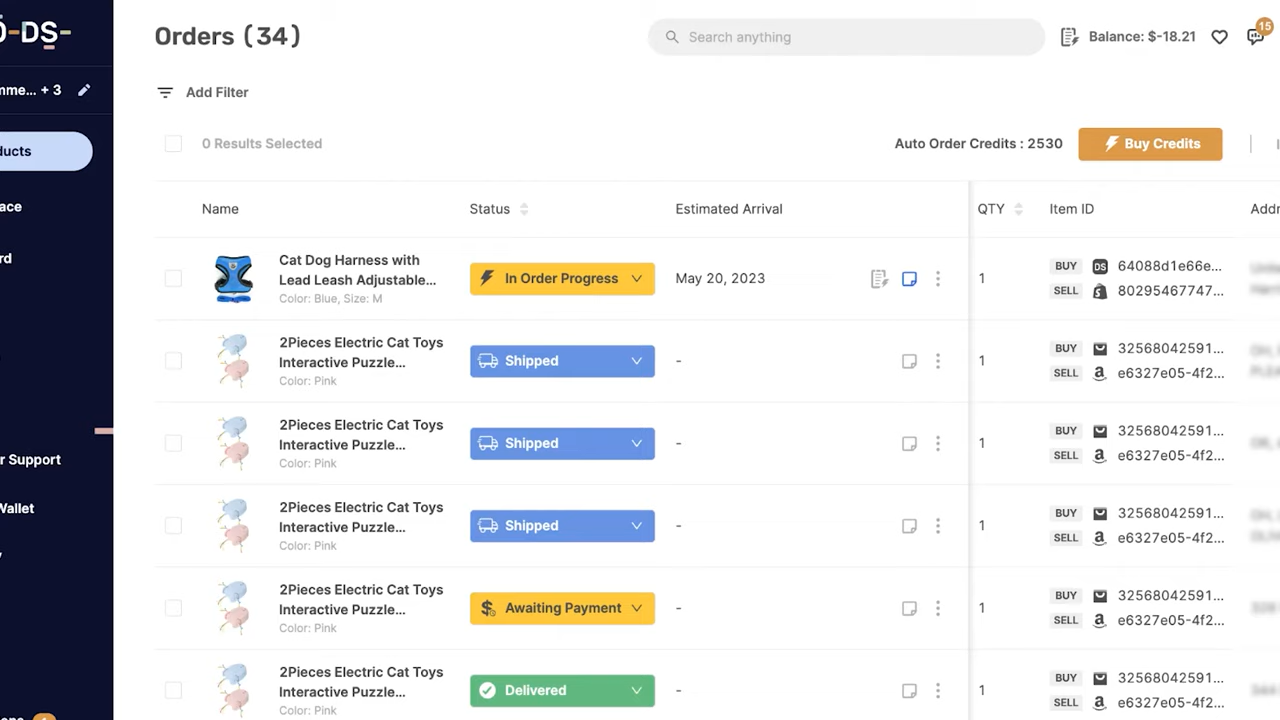 -DS-
Orders (34)
Search anything
Balance: $-18.21
15
mme... + 3
Add Filter
ducts
0 Results Selected
Auto Order Credits : 2530
Buy Credits
ace
Name
Status
Estimated Arrival
QTY
Item ID
Addr
rd
Cat Dog Harness with
Lead Leash Adjustable...
Color: Blue, Size: M
In Order Progress
May 20, 2023
1
BUY
DS
64088d1e66e...
SELL
80295467747...
2Pieces Electric Cat Toys
Interactive Puzzle...
Color: Pink
Shipped
-
1
BUY
32568042591...
SELL
e6327e05-4f2...
2Pieces Electric Cat Toys
Interactive Puzzle...
Color: Pink
Shipped
-
1
BUY
32568042591...
SELL
e6327e05-4f2...
r Support
Wallet
2Pieces Electric Cat Toys
Interactive Puzzle...
Color: Pink
Shipped
-
1
BUY
32568042591...
SELL
e6327e05-4f2...
2Pieces Electric Cat Toys
Interactive Puzzle...
Color: Pink
Awaiting Payment
-
1
BUY
32568042591...
SELL
e6327e05-4f2...
2Pieces Electric Cat Toys
Interactive Puzzle...
Color: Pink
Delivered
-
1
BUY
32568042591...
SELL
e6327e05-4f2...